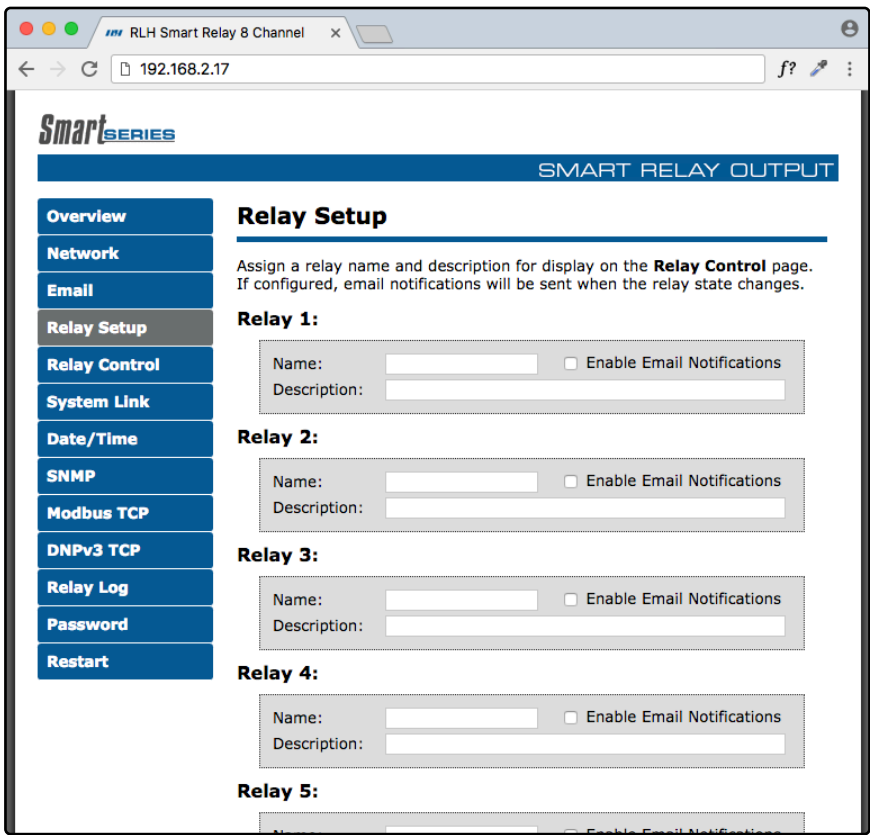 RLH Smart Relay 8 Channel
192.168.2.17
f?
Smart SERIES
SMART RELAY OUTPUT
Overview
Network
Email
Relay Setup
Relay Control
System Link
Date/Time
SNMP
Modbus TCP
DNPv3 TCP
Relay Log
Password
Restart
Relay Setup
Assign a relay name and description for display on the Relay Control page.
If configured, email notifications will be sent when the relay state changes.
Relay 1:
Name: Enable Email Notifications
Description:
Relay 2:
Name: Enable Email Notifications
Description:
Relay 3:
Name: Enable Email Notifications
Description:
Relay 4:
Name: Enable Email Notifications
Description:
Relay 5:
Name: Enable Email Notifications